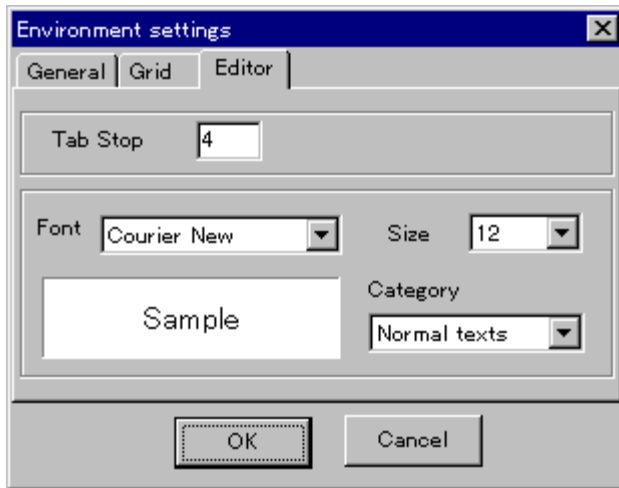 Environment settings
General Grid Editor
Tab Stop 4
Font Courier New Size 12
Sample
Category
Normal texts
OK Cancel